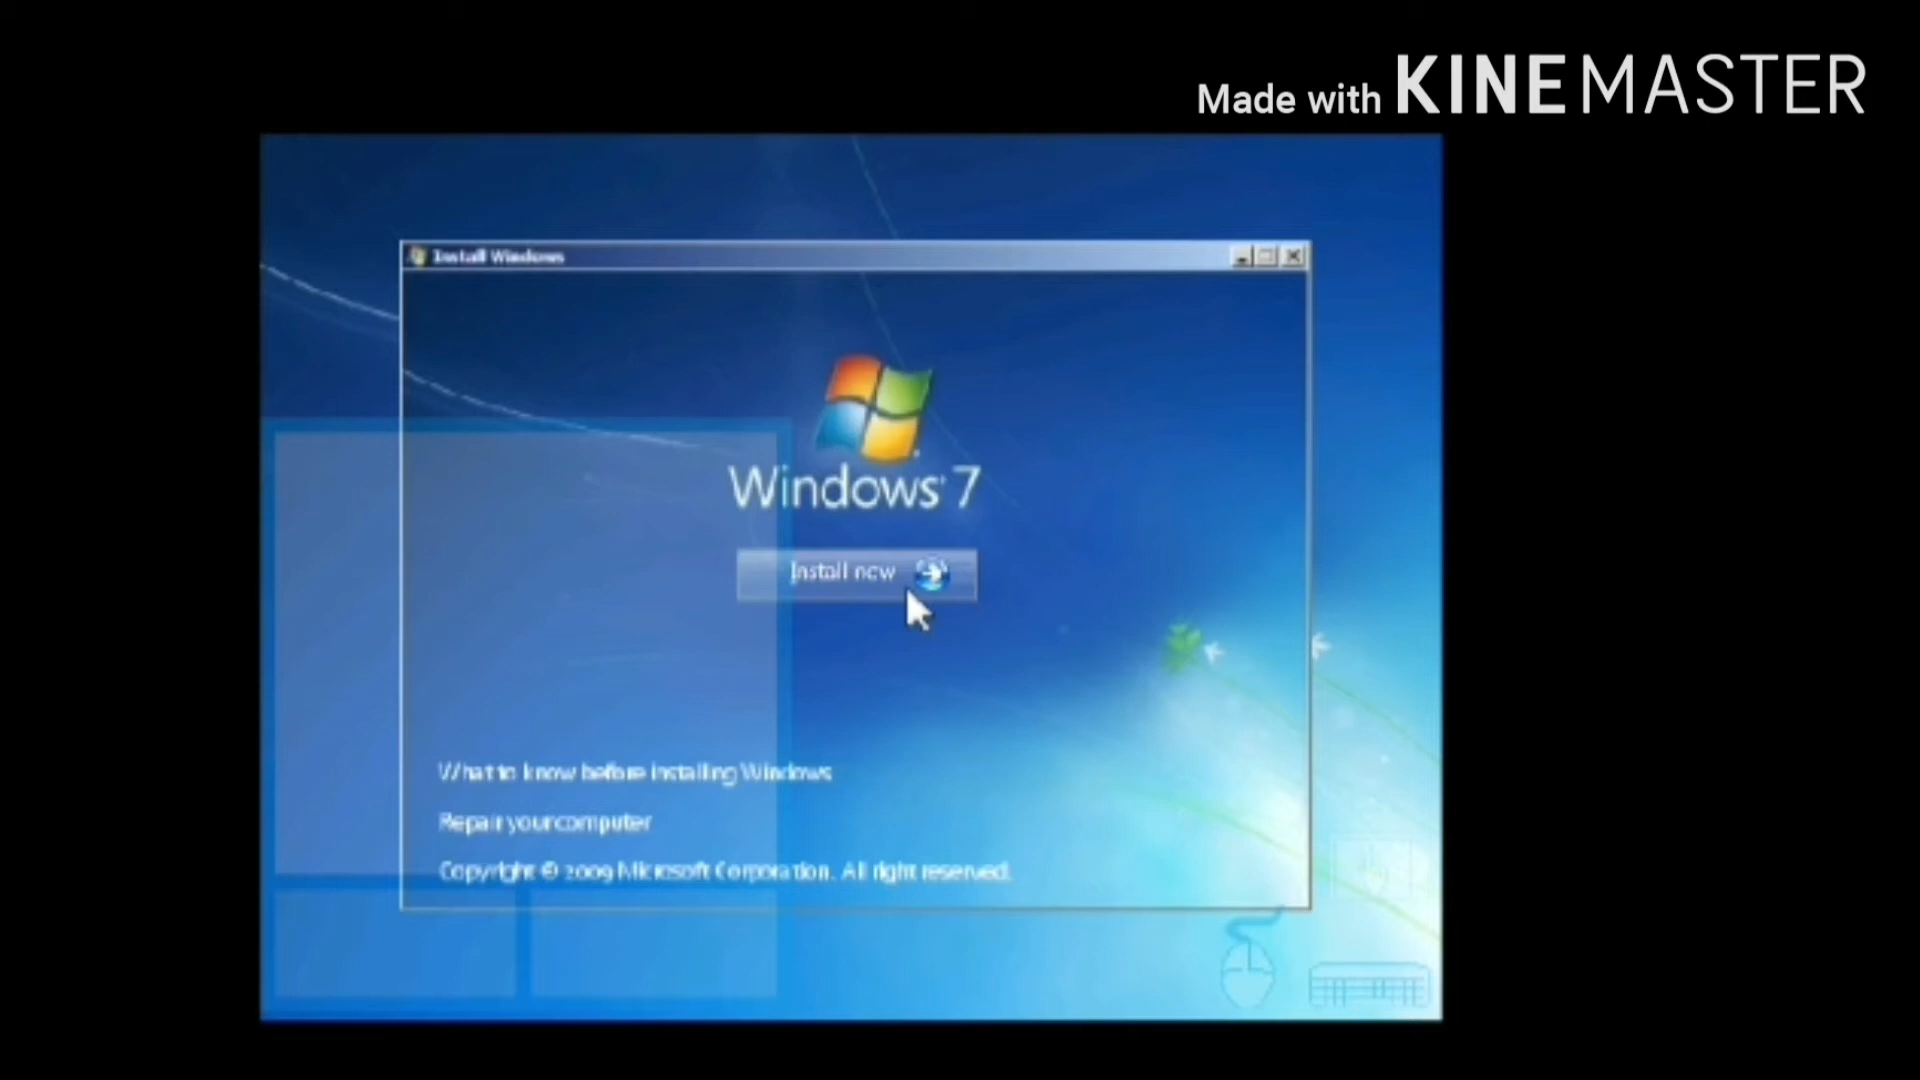 Made with KINEMASTER
Install Windows
Windows® 7
Install now
What to know before installing Windows
Repair your computer
Copyright © 2009 Microsoft Corporation. All right reserved.